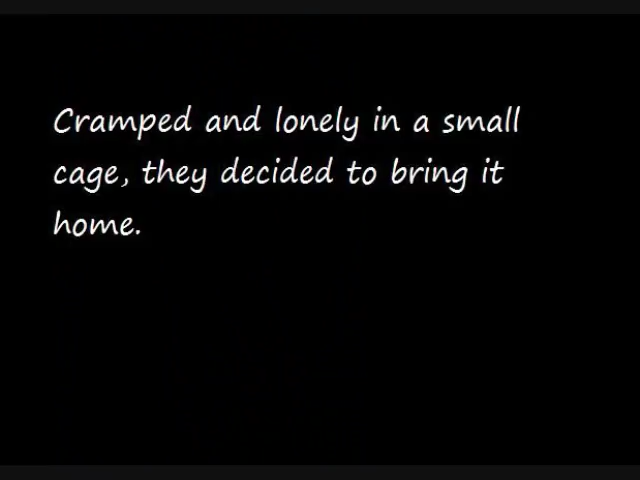 Cramped and lonely in a small
cage, they decided to bring it
home.